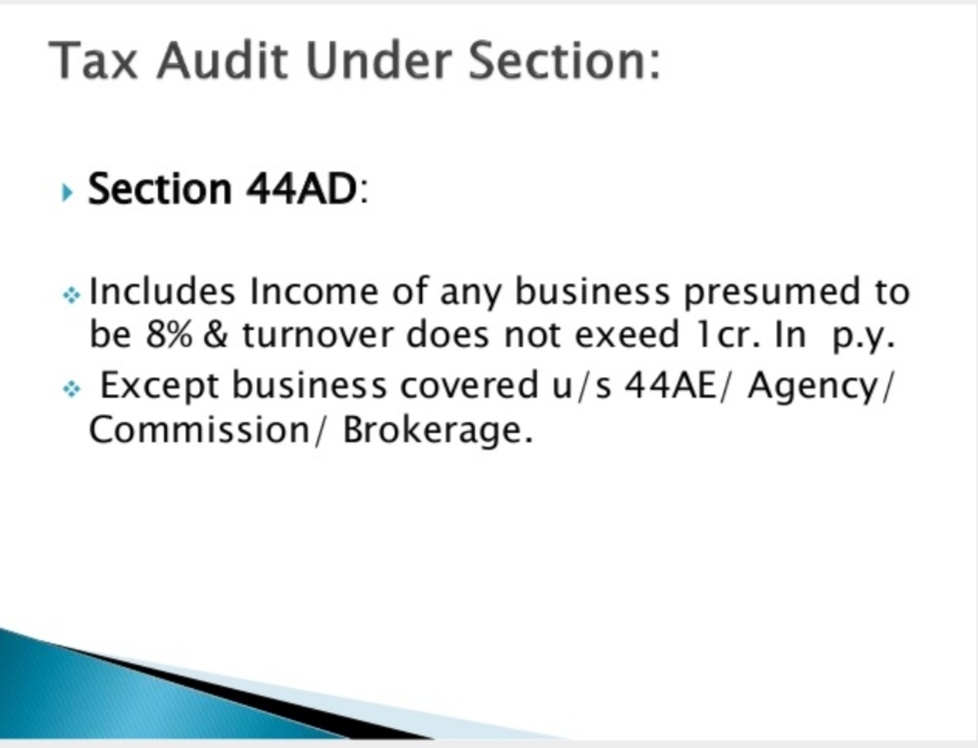 Tax Audit Under Section:
Section 44AD:
Includes Income of any business presumed to
be 8% & turnover does not exeed 1cr. In p.y.
Except business covered u/s 44AE/ Agency/
Commission/ Brokerage.